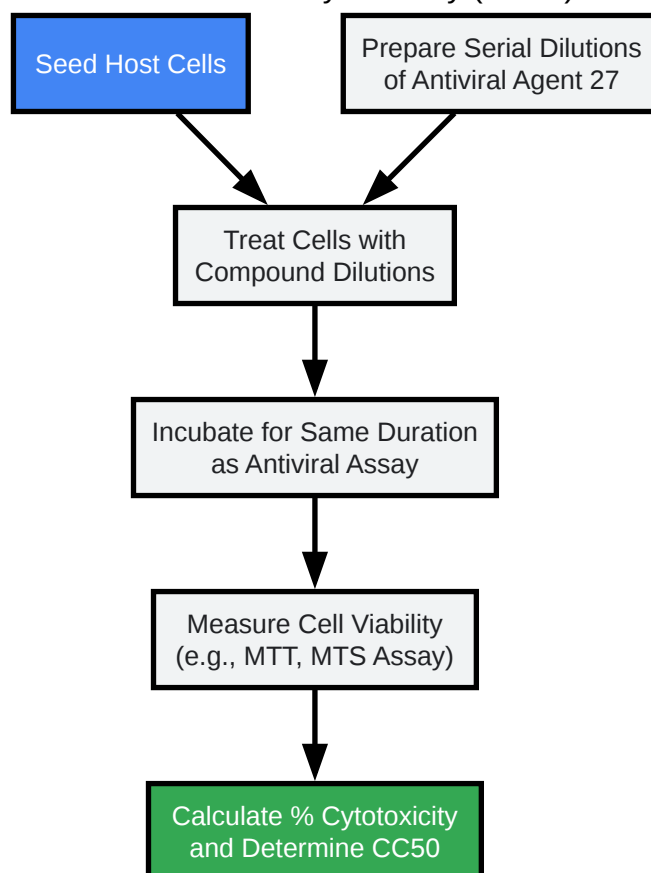 Seed Host Cells
Prepare Serial Dilutions
of Antiviral Agent 27
Treat Cells with
Compound Dilutions
Incubate for Same Duration
as Antiviral Assay
Measure Cell Viability
(e.g., MTT, MTS Assay)
Calculate % Cytotoxicity
and Determine CC50